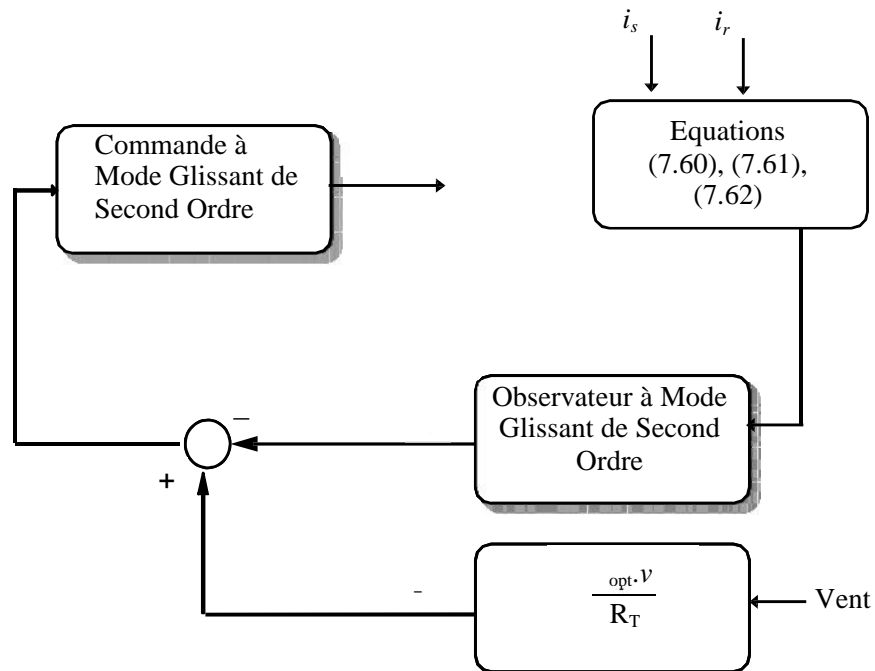 i_s i_r
Commande à
Mode Glissant de
Second Ordre
Equations
(7.60), (7.61),
(7.62)
Observateur à Mode
Glissant de Second
Ordre
–
+
-
opt.v
R_T
Vent